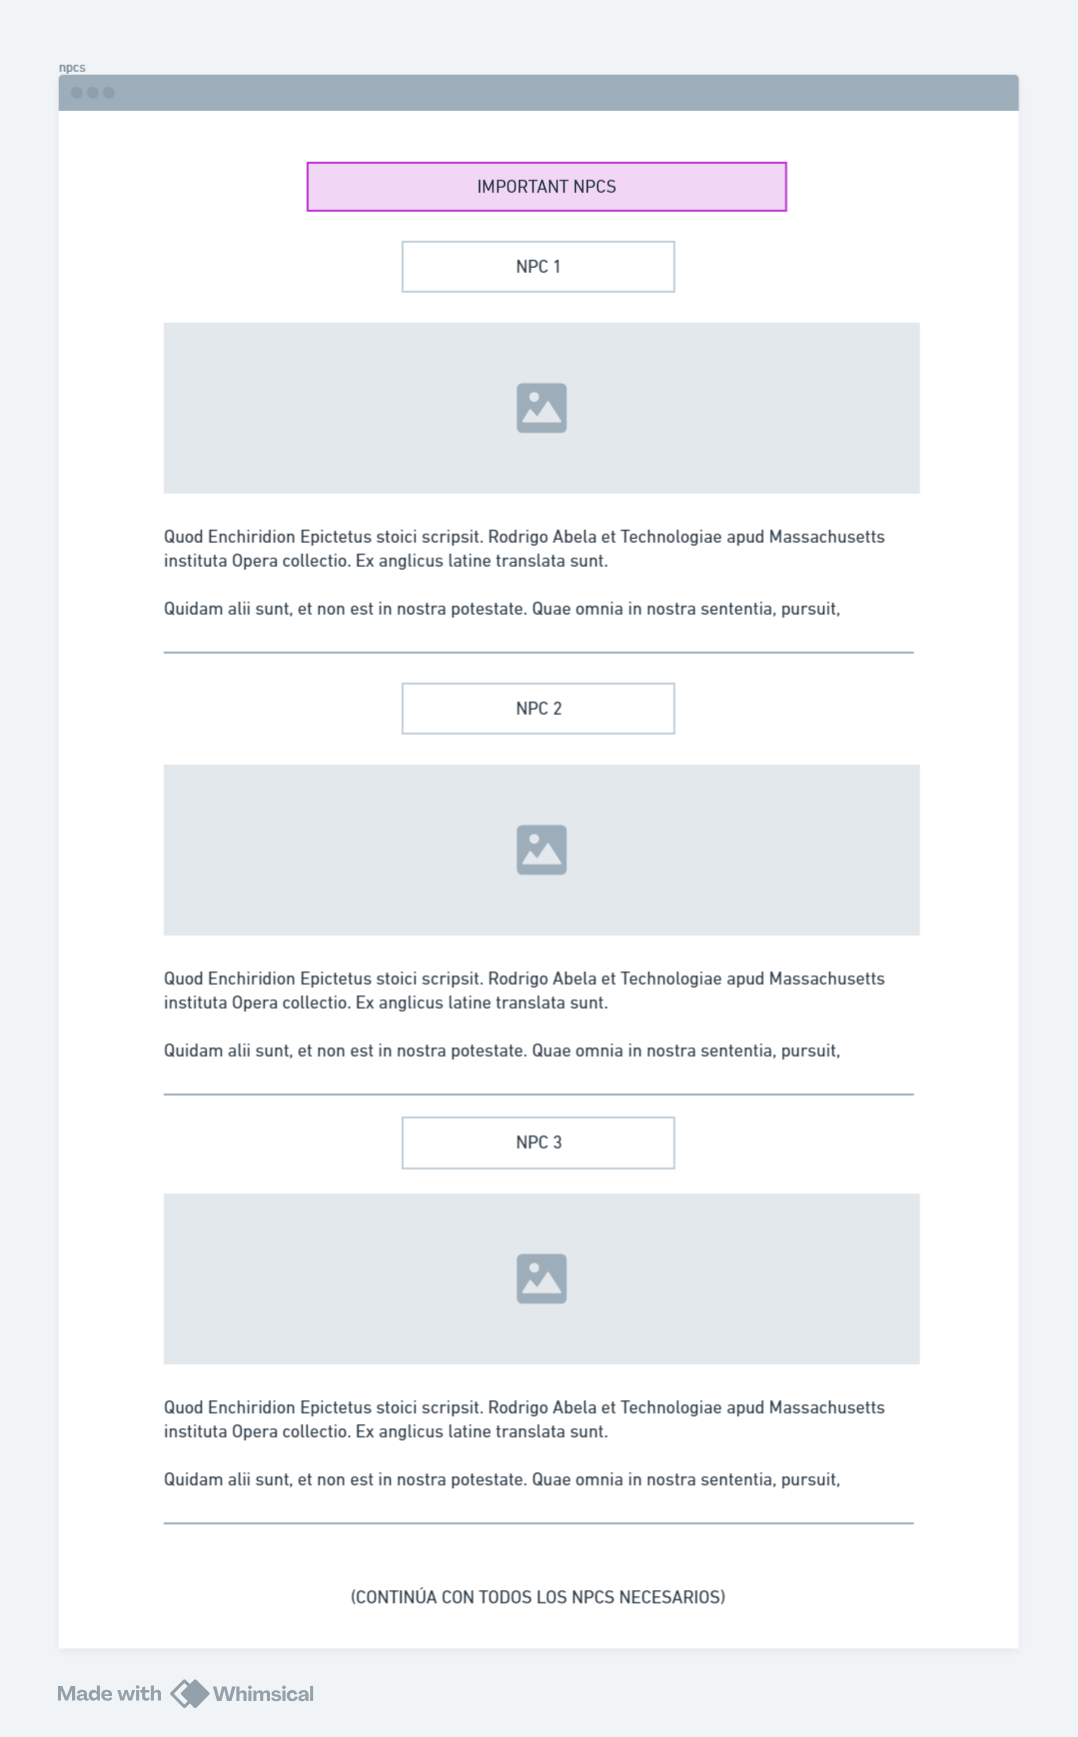 npcs
IMPORTANT NPCS
NPC 1
Quod Enchiridion Epictetus stoici scripsit. Rodrigo Abela et Technologiae apud Massachusetts
instituta Opera collectio. Ex anglicus latine translata sunt.
Quidam alii sunt, et non est in nostra potestate. Quae omnia in nostra sententia, pursuit,
NPC 2
Quod Enchiridion Epictetus stoici scripsit. Rodrigo Abela et Technologiae apud Massachusetts
instituta Opera collectio. Ex anglicus latine translata sunt.
Quidam alii sunt, et non est in nostra potestate. Quae omnia in nostra sententia, pursuit,
NPC 3
Quod Enchiridion Epictetus stoici scripsit. Rodrigo Abela et Technologiae apud Massachusetts
instituta Opera collectio. Ex anglicus latine translata sunt.
Quidam alii sunt, et non est in nostra potestate. Quae omnia in nostra sententia, pursuit,
(CONTINÚA CON TODOS LOS NPCS NECESARIOS)
Made with Whimsical